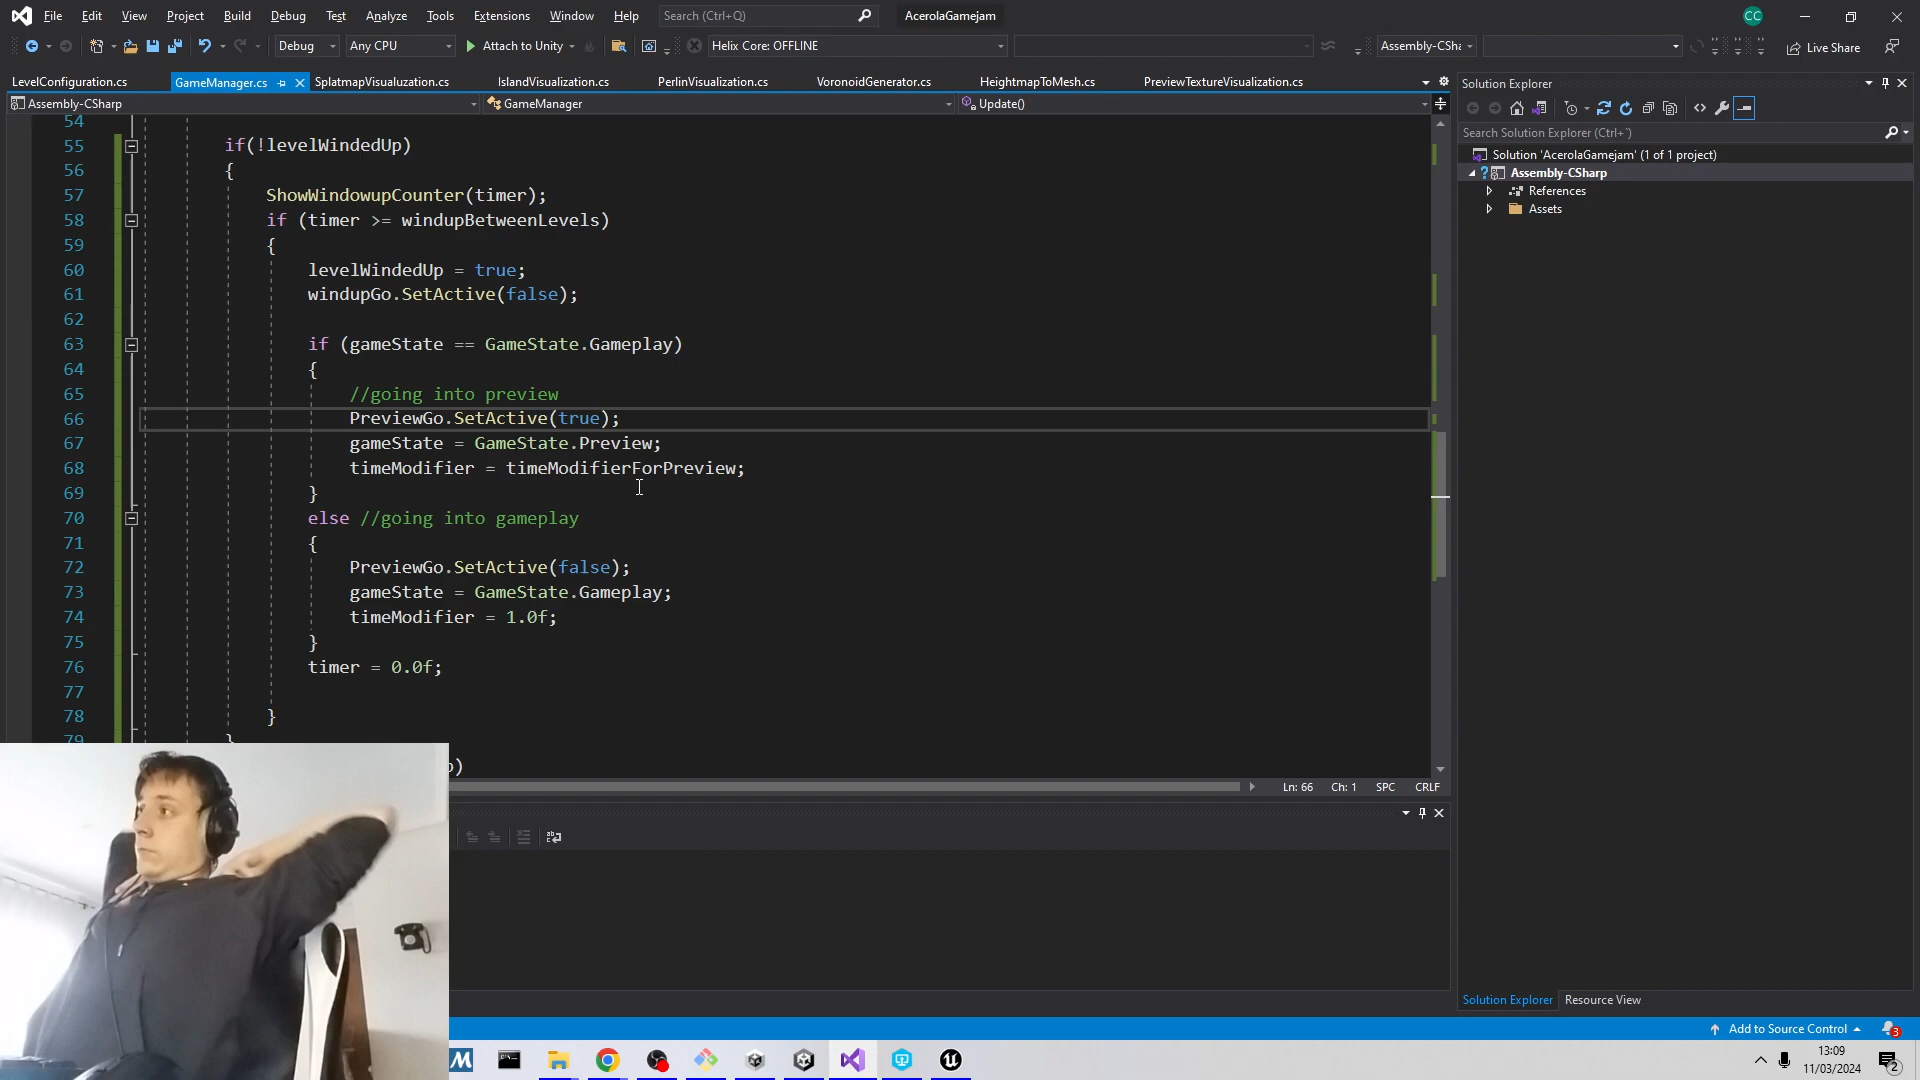 File Edit View Project Build Debug Test Analyze Tools Extensions Window Help Search (Ctrl+Q) AcerolaGamejam CC
Debug Any CPU Attach to Unity Helix Core: OFFLINE Assembly-CSha Live Share
LevelConfiguration.cs GameManager.cs SplatmapVisualuzation.cs IslandVisualization.cs PerlinVisualization.cs VoronoidGenerator.cs HeightmapToMesh.cs PreviewTextureVisualization.cs
Assembly-CSharp GameManager Update()
54
55 if(!levelWindedUp)
56 {
57 ShowWindowupCounter(timer);
58 if (timer >= windupBetweenLevels)
59 {
60 levelWindedUp = true;
61 windupGo.SetActive(false);
62
63 if (gameState == GameState.Gameplay)
64 {
65 //going into preview
66 PreviewGo.SetActive(true);
67 gameState = GameState.Preview;
68 timeModifier = timeModifierForPreview;
69 }
70 else //going into gameplay
71 {
72 PreviewGo.SetActive(false);
73 gameState = GameState.Gameplay;
74 timeModifier = 1.0f;
75 }
76 timer = 0.0f;
77
78 }
79 }
Ln: 66 Ch: 1 SPC CRLF
Solution Explorer
Search Solution Explorer (Ctrl+')
Solution 'AcerolaGamejam' (1 of 1 project)
Assembly-CSharp
References
Assets
Solution Explorer Resource View
Add to Source Control 3
13:09
11/03/2024 2